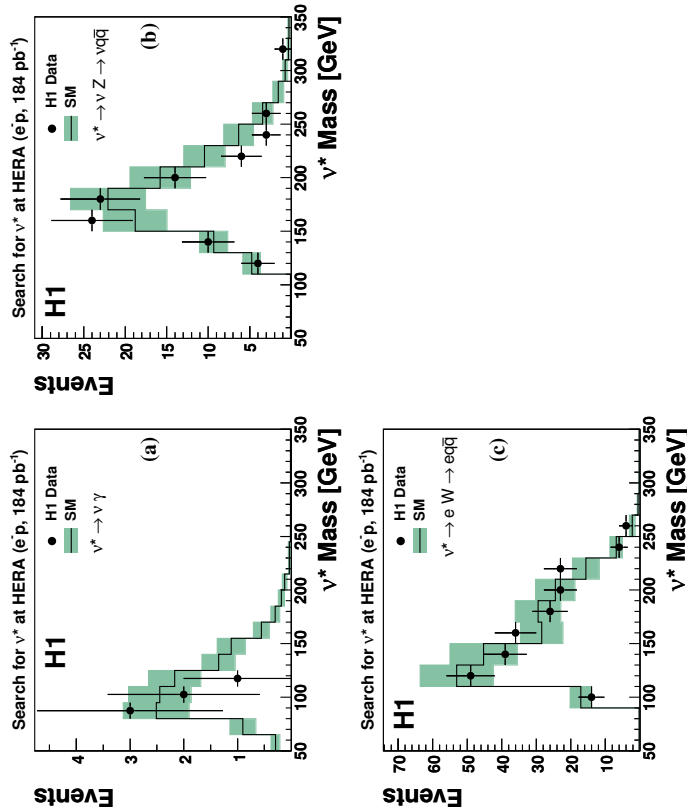 Search for ν* at HERA (e⁻p, 184 pb⁻¹)
H1
(a)
H1 Data
SM
ν* → ν γ
Events
4
3
2
1
50 100 150 200 250 300 350
ν* Mass [GeV]
Search for ν* at HERA (e⁻p, 184 pb⁻¹)
H1
(b)
H1 Data
SM
ν* → ν Z → νqq̅
Events
30
25
20
15
10
5
50 100 150 200 250 300 350
ν* Mass [GeV]
Search for ν* at HERA (e⁻p, 184 pb⁻¹)
H1
(c)
H1 Data
SM
ν* → e W → eqq̅
Events
70
60
50
40
30
20
10
50 100 150 200 250 300 350
ν* Mass [GeV]